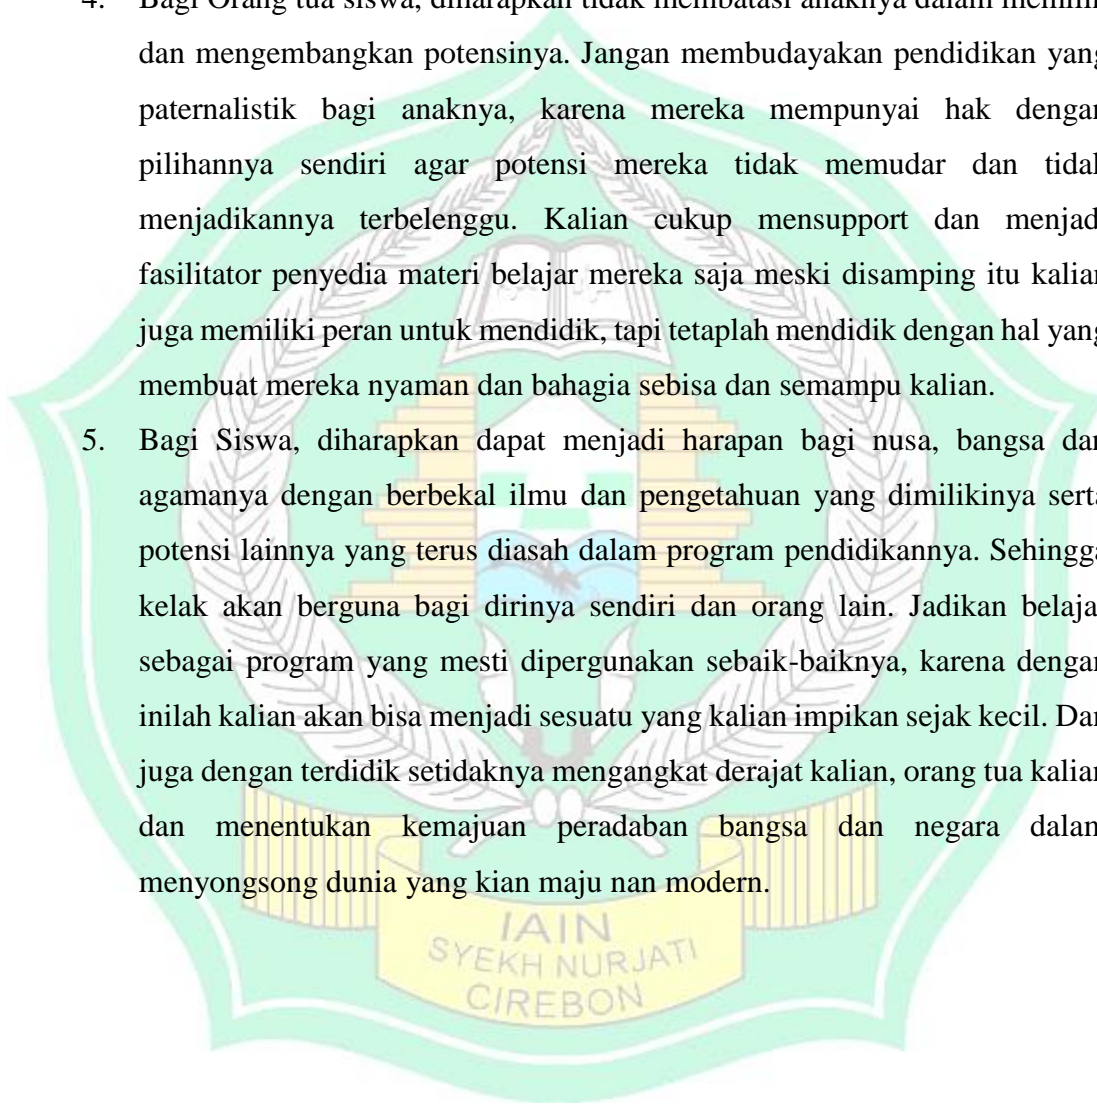 4. Bagi Orang tua siswa, diharapkan tidak membatasi anaknya dalam memilih
dan mengembangkan potensinya. Jangan membudayakan pendidikan yang
paternalistik bagi anaknya, karena mereka mempunyai hak dengan
pilihannya sendiri agar potensi mereka tidak memudar dan tidak
menjadikannya terbelenggu. Kalian cukup mensupport dan menjadi
fasilitator penyedia materi belajar mereka saja meski disamping itu kalian
juga memiliki peran untuk mendidik, tapi tetaplah mendidik dengan hal yang
membuat mereka nyaman dan bahagia sebisa dan semampu kalian.
5. Bagi Siswa, diharapkan dapat menjadi harapan bagi nusa, bangsa dan
agamanya dengan berbekal ilmu dan pengetahuan yang dimilikinya serta
potensi lainnya yang terus diasah dalam program pendidikannya. Sehingga
kelak akan berguna bagi dirinya sendiri dan orang lain. Jadikan belajar
sebagai program yang mesti dipergunakan sebaik-baiknya, karena dengan
inilah kalian akan bisa menjadi sesuatu yang kalian impikan sejak kecil. Dan
juga dengan terdidik setidaknya mengangkat derajat kalian, orang tua kalian
dan menentukan kemajuan peradaban bangsa dan negara dalam
menyongsong dunia yang kian maju nan modern.
IAIN
SYEKH NURJATI
CIREBON